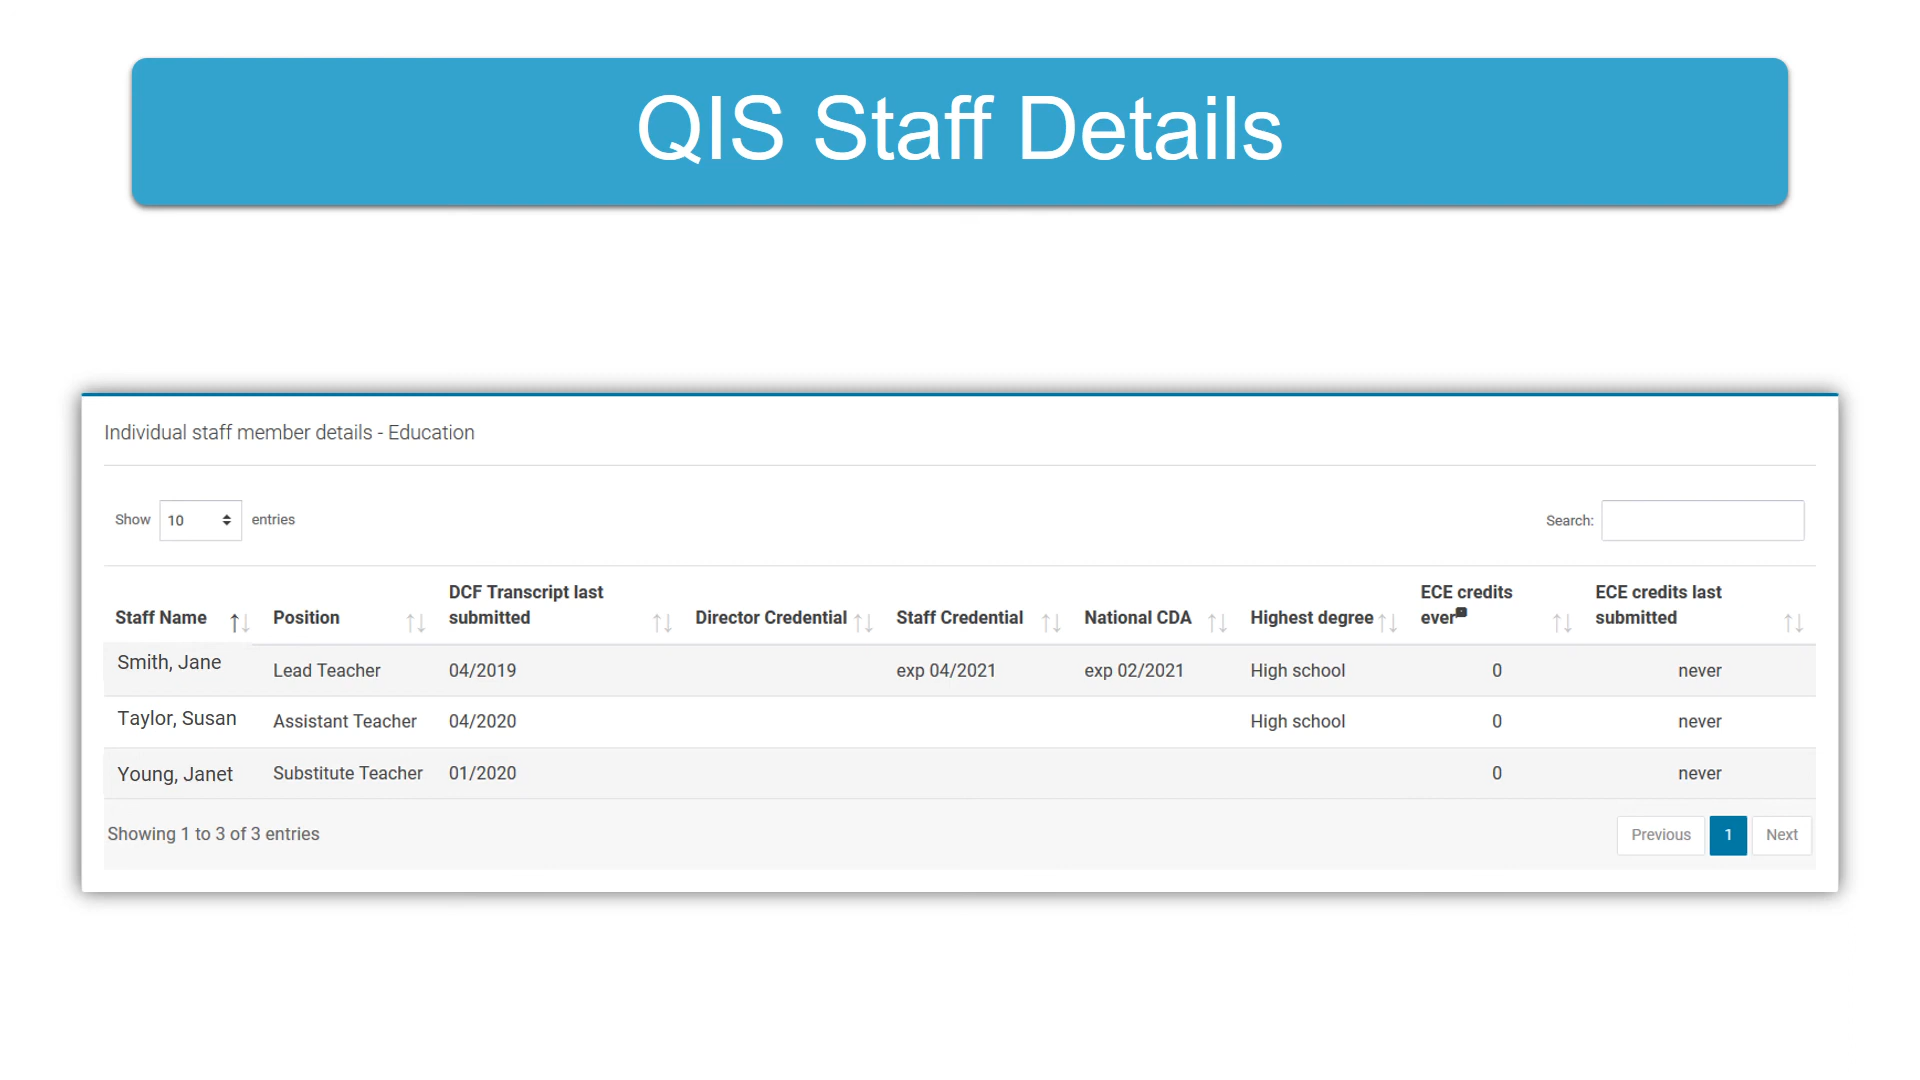 QIS Staff Details
Individual staff member details - Education
Show 10 entries Search:
Staff Name Position DCF Transcript last submitted Director Credential Staff Credential National CDA Highest degree ECE credits ever ECE credits last submitted
Smith, Jane Lead Teacher 04/2019 exp 04/2021 exp 02/2021 High school 0 never
Taylor, Susan Assistant Teacher 04/2020 High school 0 never
Young, Janet Substitute Teacher 01/2020 0 never
Showing 1 to 3 of 3 entries Previous 1 Next